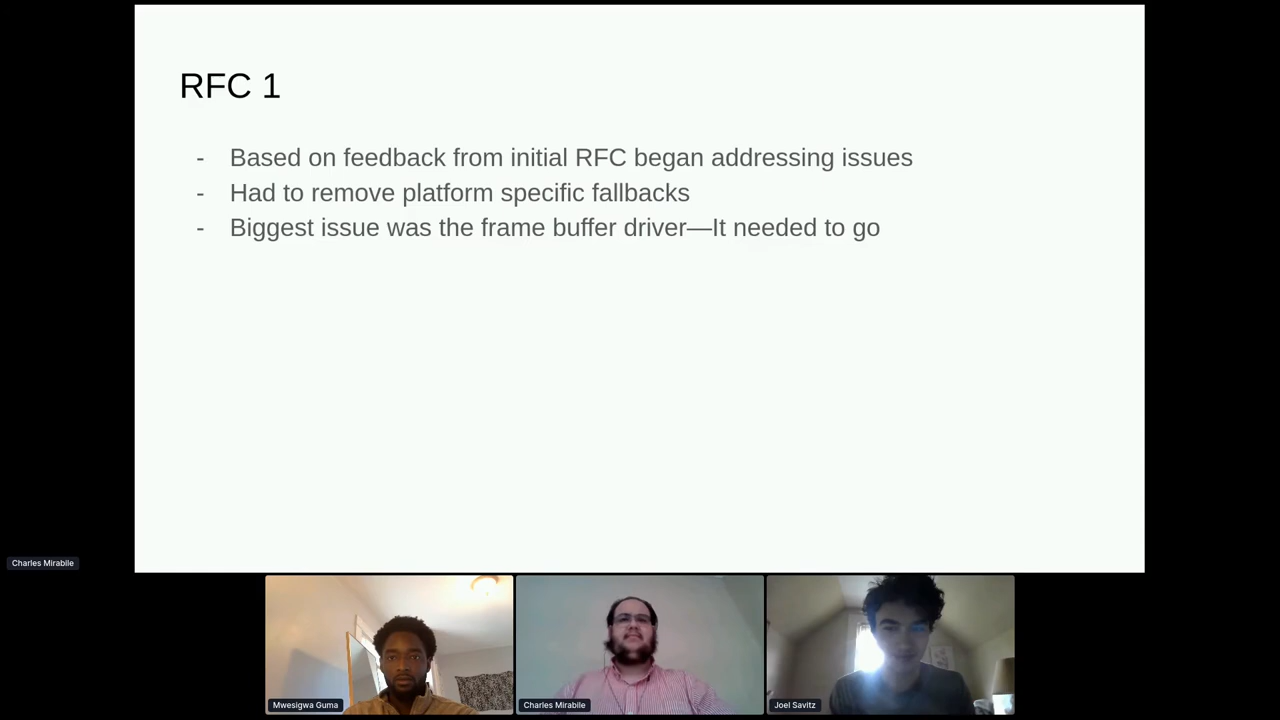 RFC 1
- Based on feedback from initial RFC began addressing issues
- Had to remove platform specific fallbacks
- Biggest issue was the frame buffer driver—It needed to go
Charles Mirabile
Mwesigwa Guma
Charles Mirabile
Joel Savitz